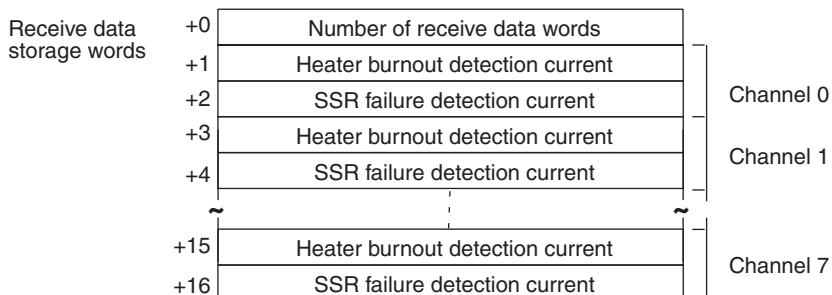 Receive data
storage words
+0 Number of receive data words
+1 Heater burnout detection current
+2 SSR failure detection current
Channel 0
+3 Heater burnout detection current
+4 SSR failure detection current
Channel 1
~ ~
+15 Heater burnout detection current
+16 SSR failure detection current
Channel 7